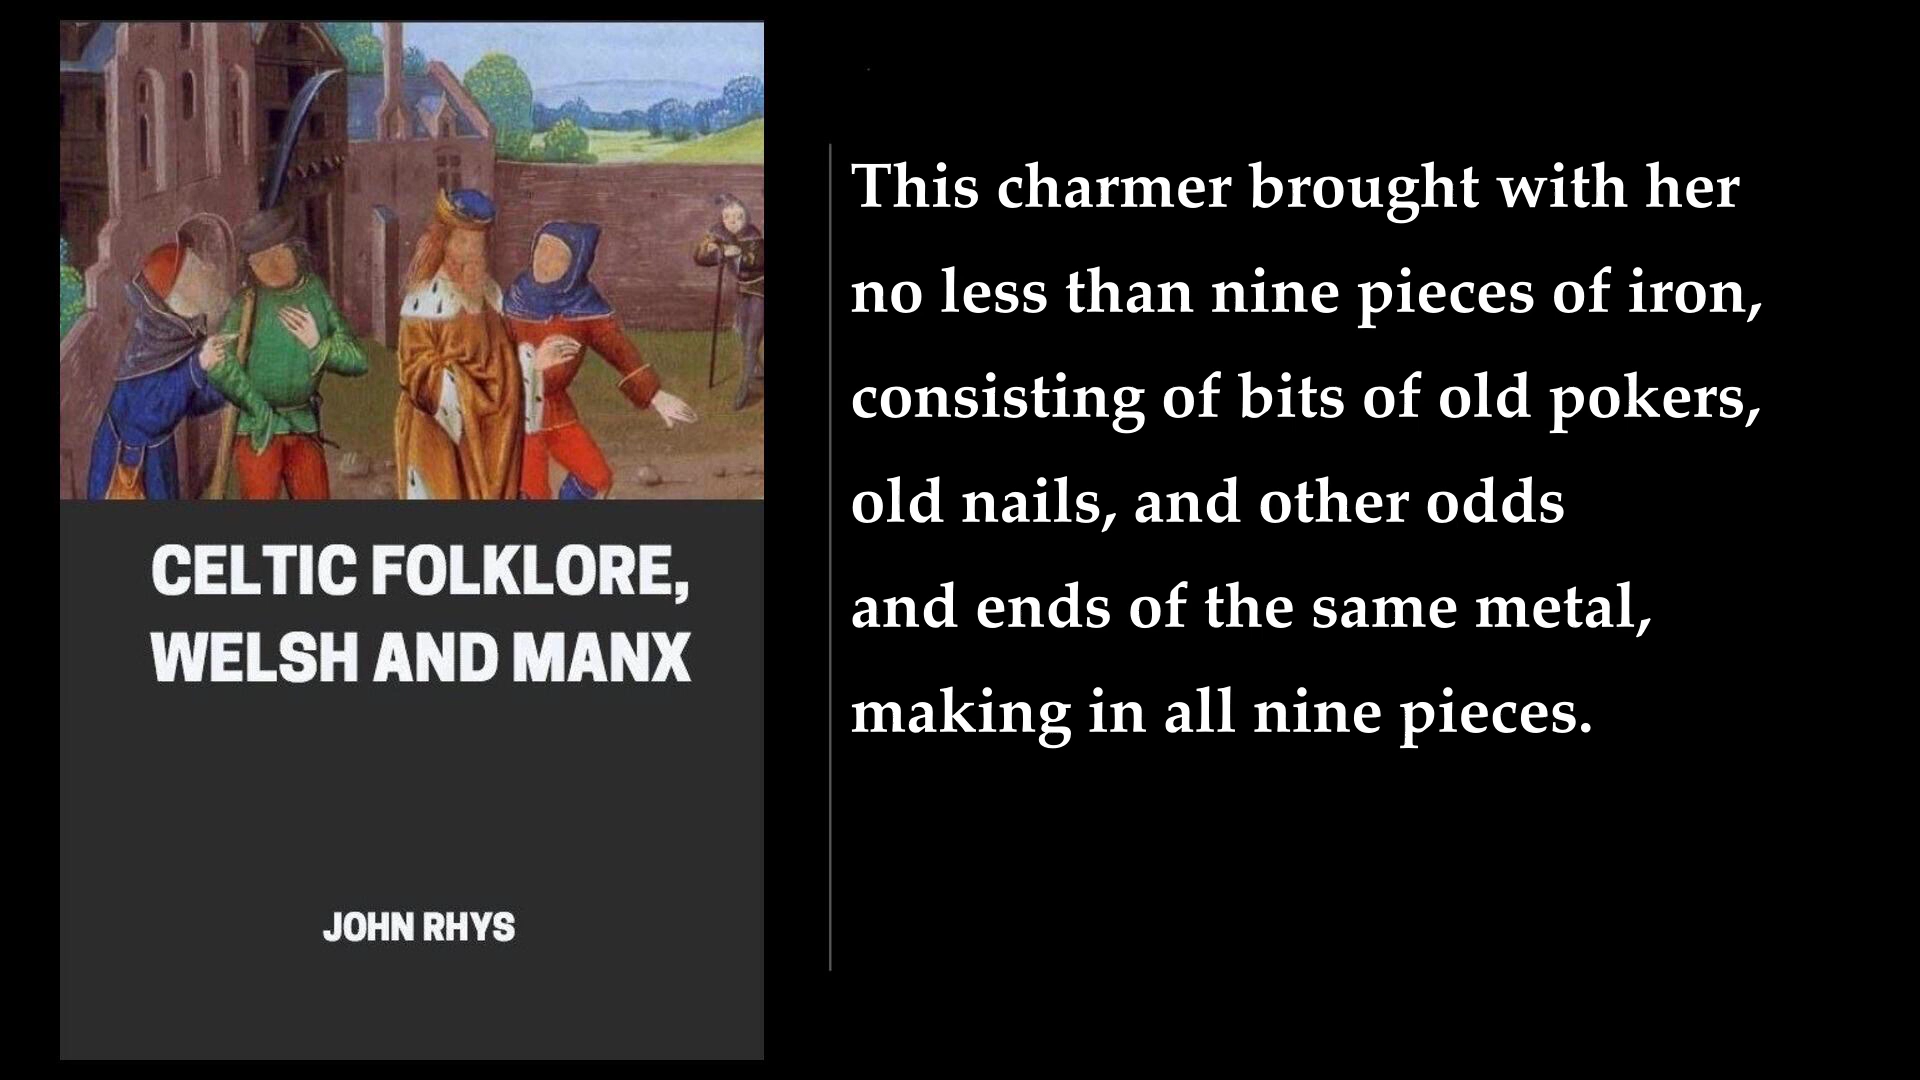 CELTIC FOLKLORE,
WELSH AND MANX
JOHN RHYS
This charmer brought with her
no less than nine pieces of iron,
consisting of bits of old pokers,
old nails, and other odds
and ends of the same metal,
making in all nine pieces.